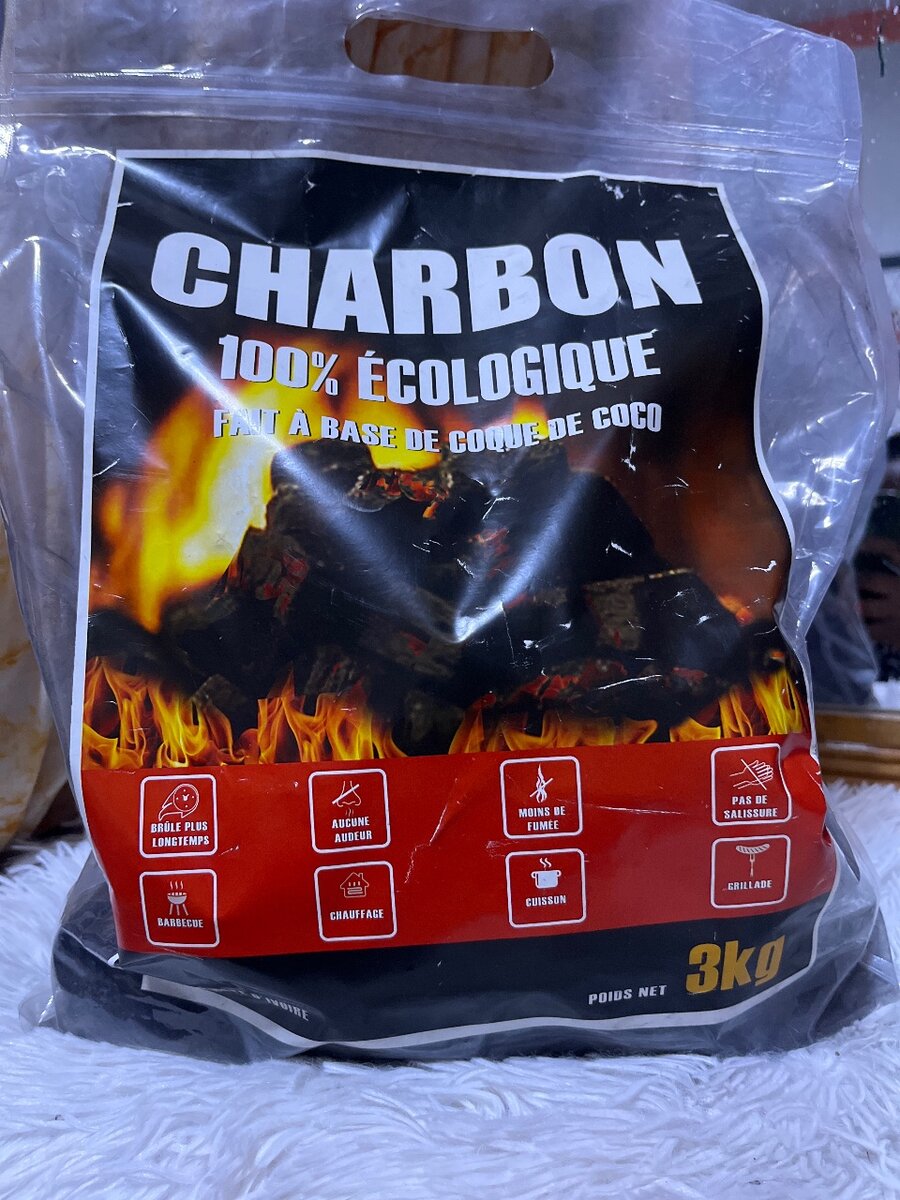 CHARBON
100% ÉCOLOGIQUE
FAIT À BASE DE COQUE DE COCO
BRÛLE PLUS
LONGTEMPS
AUCUNE
AUDEUR
MOINS DE
FUMÉE
PAS DE
SALISSURE
BARBECUE
CHAUFFAGE
CUISSON
GRILLADE
D'IVOIRE
POIDS NET 3kg